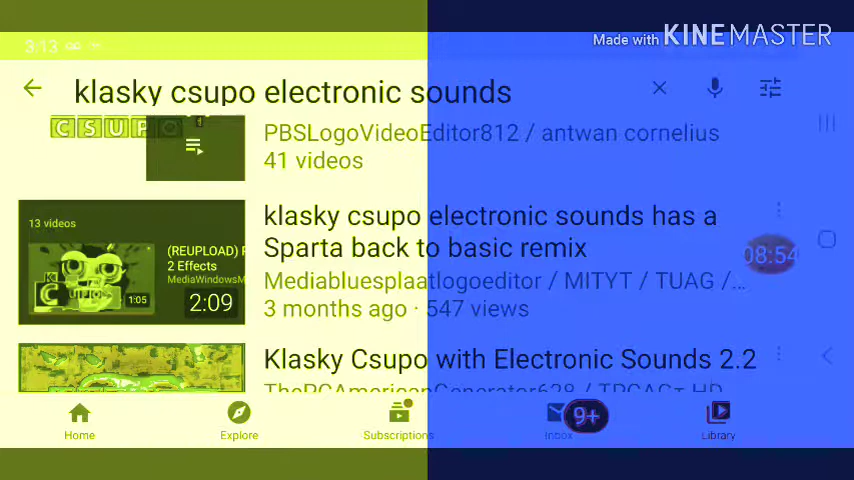 Made with KINEMASTER
3/13
klasky csupo electronic sounds
CSUPO
PBSLogoVideoEditor812 / antwan cornelius
41 videos
13 videos
klasky csupo electronic sounds has a
Sparta back to basic remix
(REUPLOAD)
2 Effects
MediaWindowsM
1:05
2:09
08:54
Mediabluesplaatlogoeditor / MITYT / TUAG /...
3 months ago · 547 views
Klasky Csupo with Electronic Sounds 2.2
Home
Explore
Subscriptions
Inbox
9+
Library